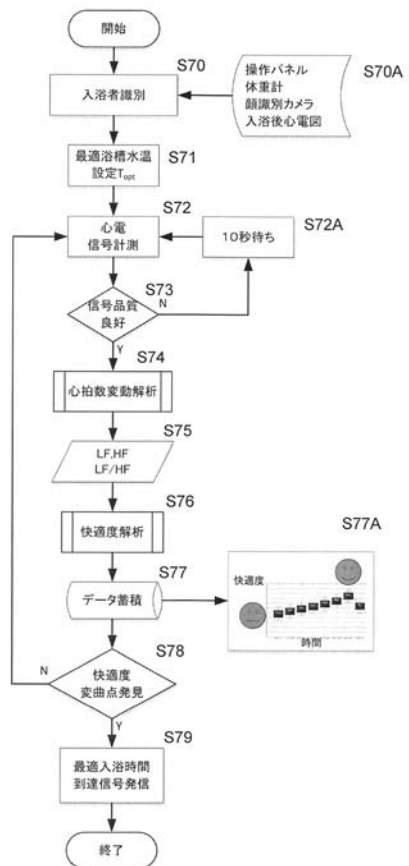 開始
S70
入浴者識別
S70A
操作パネル
体重計
顔識別カメラ
入浴後心電図
S71
最適浴槽水温
設定Topt
S72
心電
信号計測
S72A
10秒待ち
S73
信号品質
良好
N
Y
S74
心拍数変動解析
S75
LF,HF
LF/HF
S76
快適度解析
S77
データ蓄積
S77A
快適度
時間
S78
快適度
変曲点発見
N
Y
S79
最適入浴時間
到達信号発信
終了